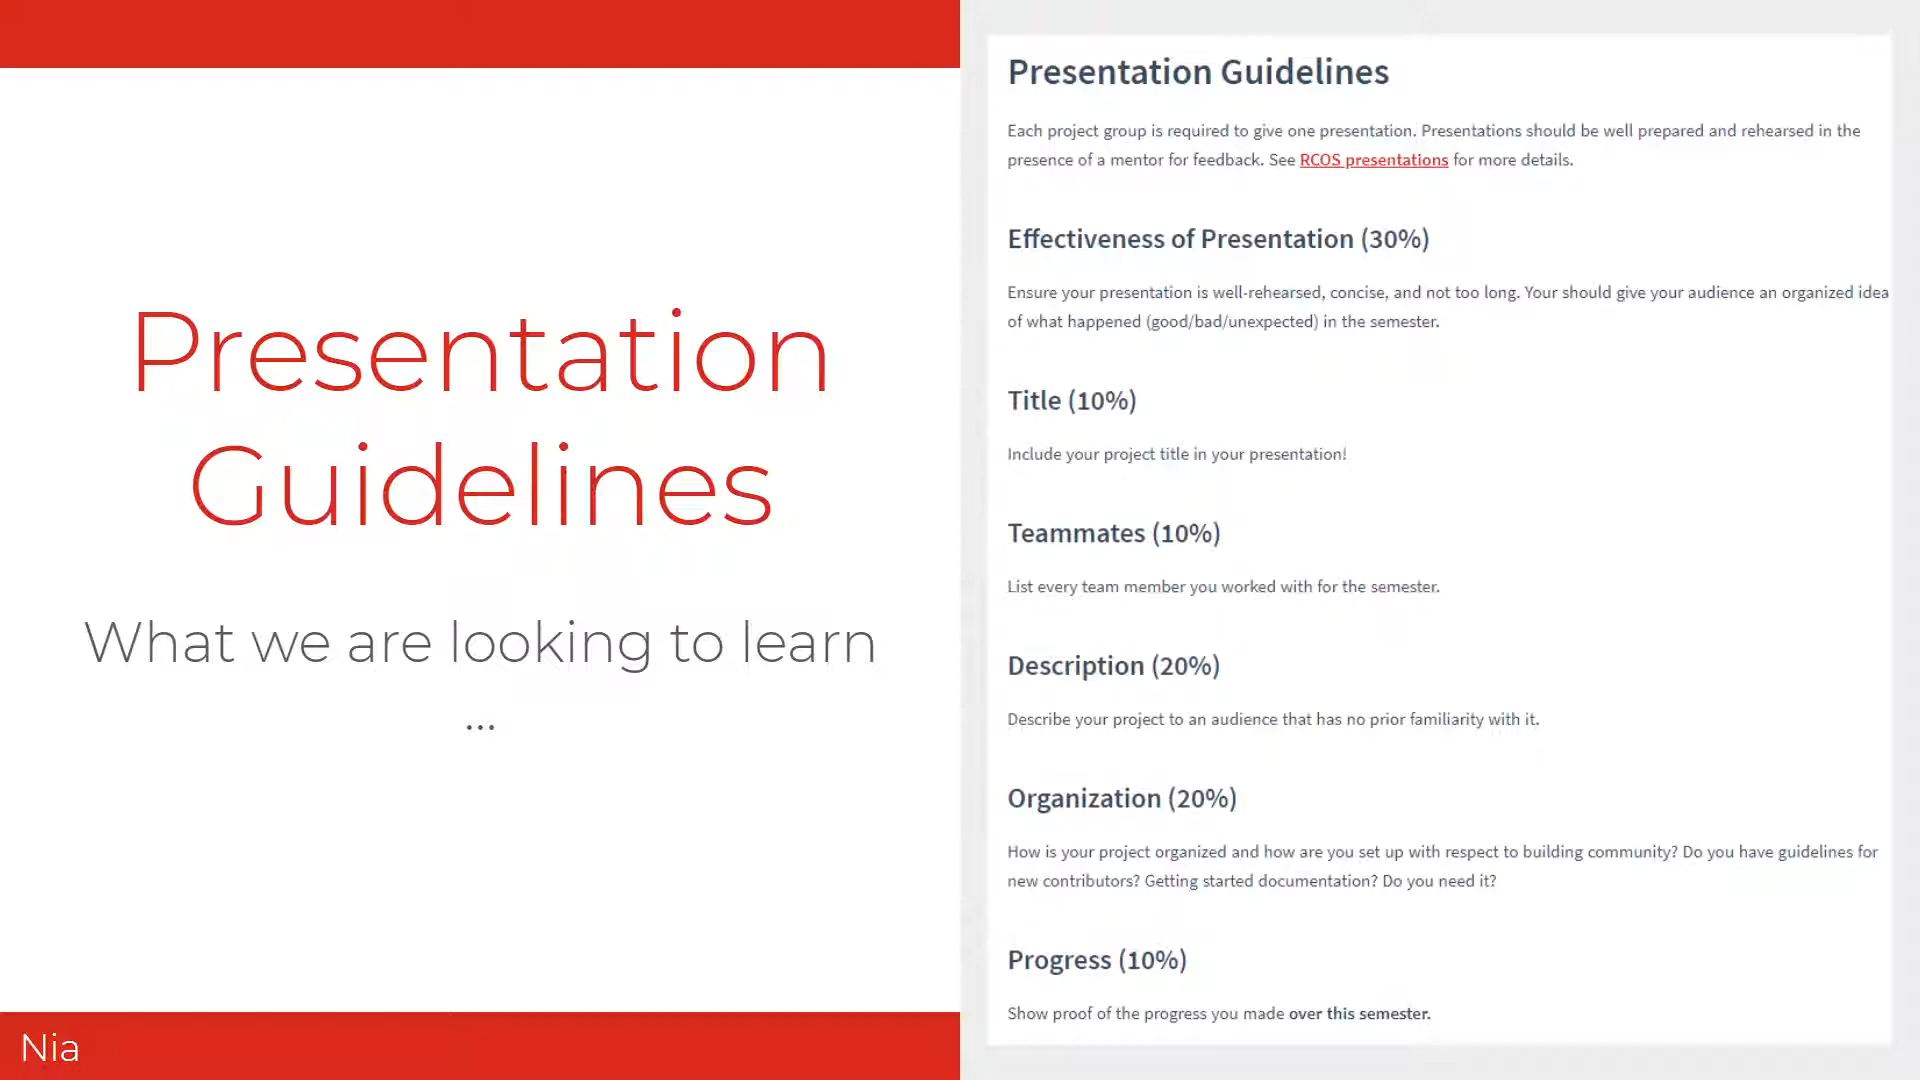 Presentation
Guidelines
What we are looking to learn
...
Nia
Presentation Guidelines
Each project group is required to give one presentation. Presentations should be well prepared and rehearsed in the
presence of a mentor for feedback. See RCOS presentations for more details.
Effectiveness of Presentation (30%)
Ensure your presentation is well-rehearsed, concise, and not too long. Your should give your audience an organized idea
of what happened (good/bad/unexpected) in the semester.
Title (10%)
Include your project title in your presentation!
Teammates (10%)
List every team member you worked with for the semester.
Description (20%)
Describe your project to an audience that has no prior familiarity with it.
Organization (20%)
How is your project organized and how are you set up with respect to building community? Do you have guidelines for
new contributors? Getting started documentation? Do you need it?
Progress (10%)
Show proof of the progress you made over this semester.